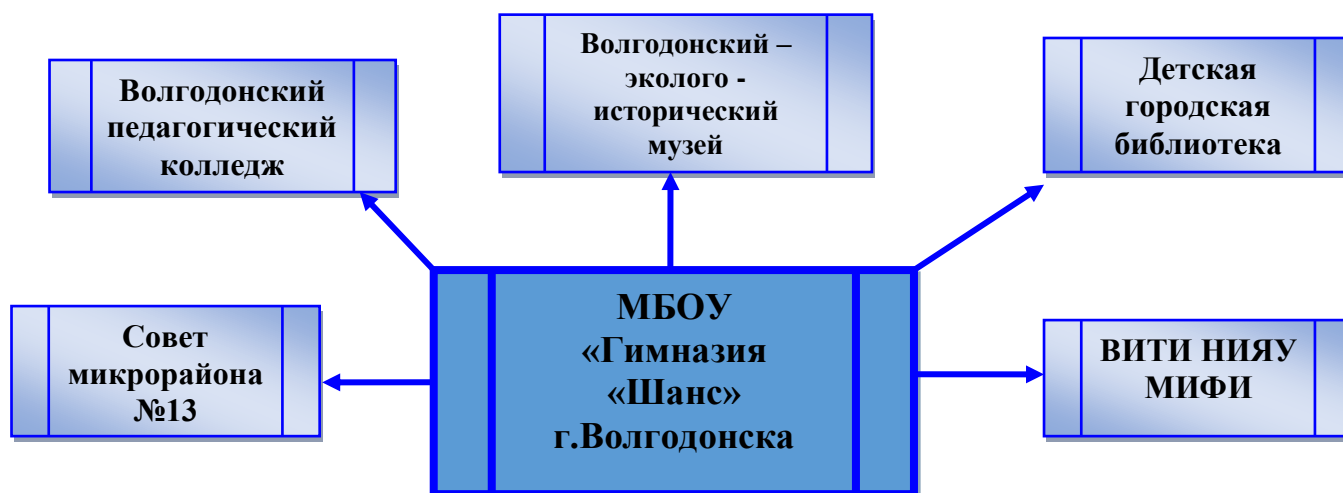 Волгодонский
педагогический
колледж
Волгодонский –
эколого -
исторический
музей
Детская
городская
библиотека
Совет
микрорайона
№13
МБОУ
«Гимназия
«Шанс»
г.Волгодонска
ВИТИ НИЯУ
МИФИ